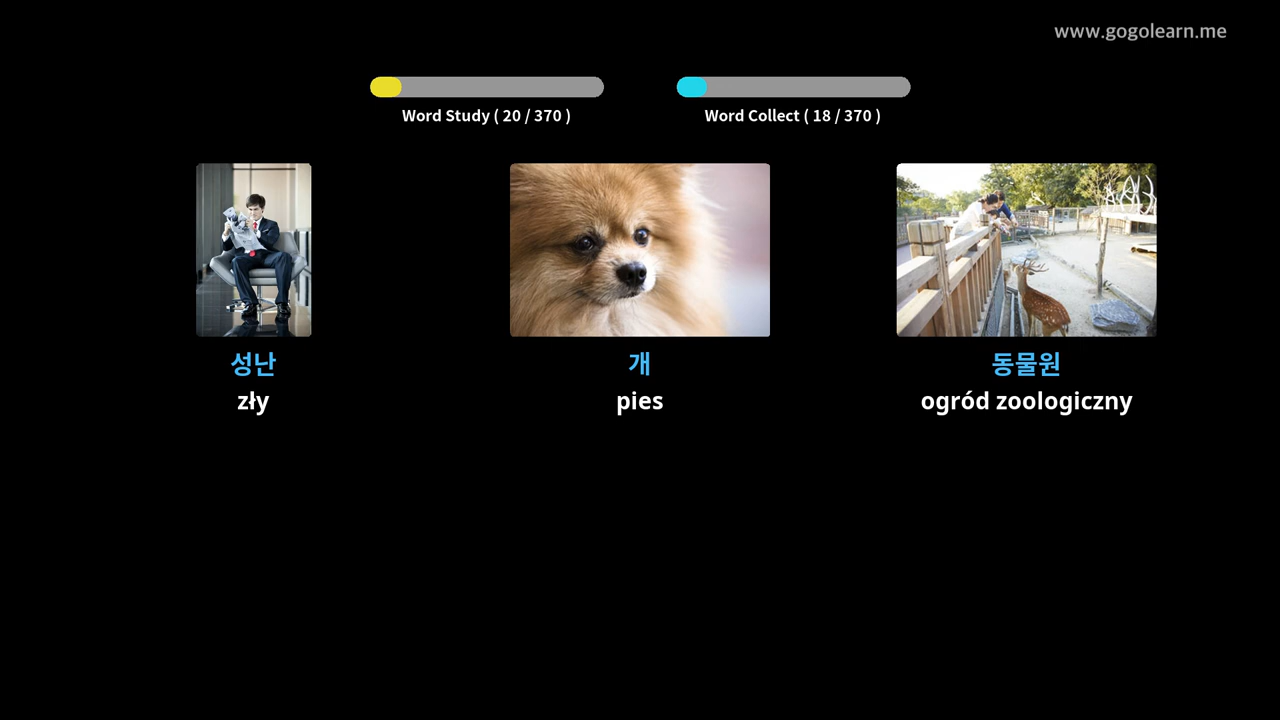 www.gogolearn.me
Word Study ( 20 / 370 )
Word Collect ( 18 / 370 )
성난
zły
개
pies
동물원
ogród zoologiczny